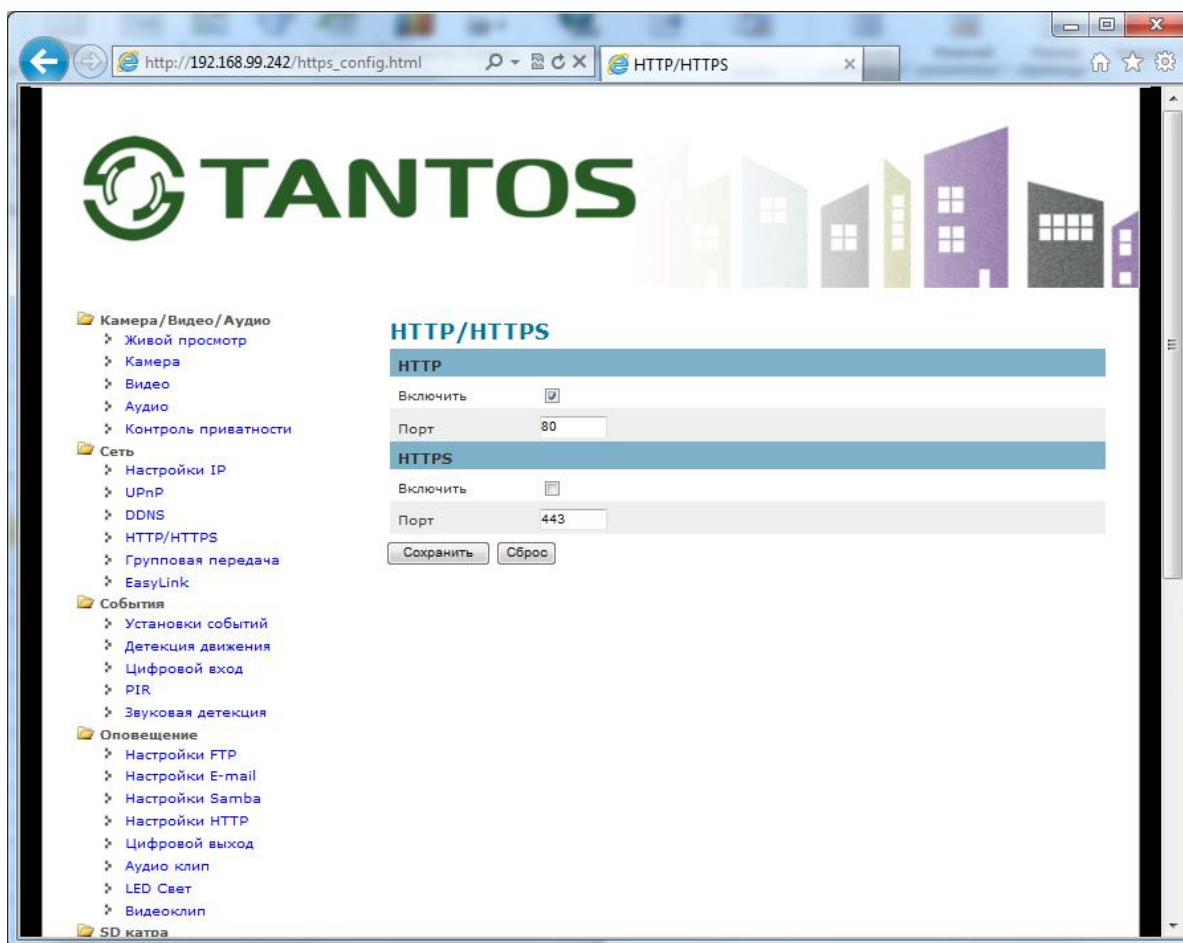 http://192.168.99.242/https_config.html
HTTP/HTTPS
TANTOS
Камера/Видео/Аудио
Живой просмотр
Камера
Видео
Аудио
Контроль приватности
Сеть
Настройки IP
UPnP
DDNS
HTTP/HTTPS
Групповая передача
EasyLink
События
Установки событий
Детекция движения
Цифровой вход
PIR
Звуковая детекция
Оповещение
Настройки FTP
Настройки E-mail
Настройки Samba
Настройки HTTP
Цифровой выход
Аудио клип
LED Свет
Видеоклип
SD катра
HTTP/HTTPS
HTTP
Включить
Порт 80
HTTPS
Включить
Порт 443
Сохранить Сброс